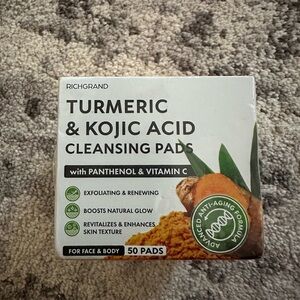 RICHGRAND
TURMERIC
& KOJIC ACID
CLEANSING PADS
with PANTHENOL & VITAMIN C
EXFOLIATING & RENEWING
BOOSTS NATURAL GLOW
REVITALIZES & ENHANCES
SKIN TEXTURE
FOR FACE & BODY
50 PADS
ADVANCED ANTI-AGING FORMULA